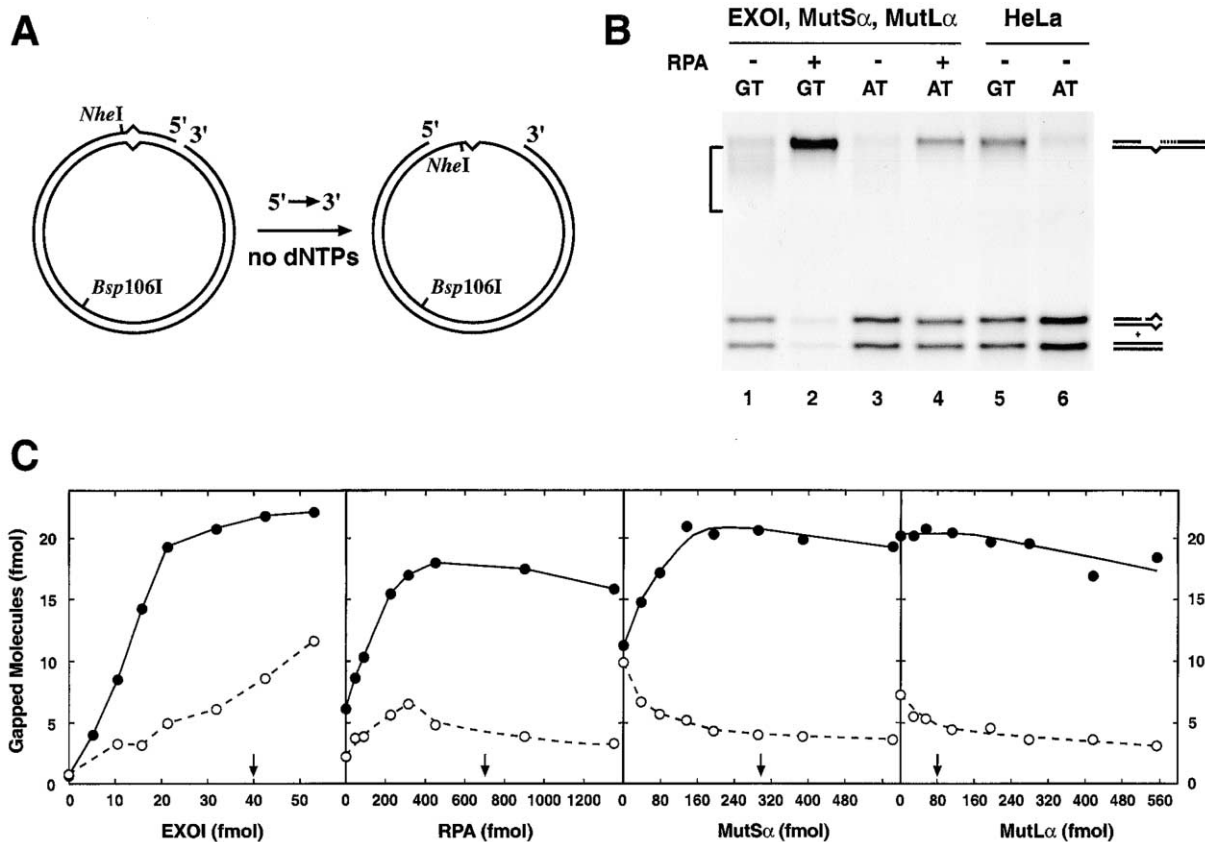 A
NheI
5'
3'
Bsp106I
5'→3'
no dNTPs
5'
3'
NheI
Bsp106I
B
EXOI, MutSα, MutLα HeLa
RPA - + - + - -
GT GT AT AT GT AT
+
1 2 3 4 5 6
C
Gapped Molecules (fmol)
20
15
10
5
0
20
15
10
5
0
0 10 20 30 40 50
EXOI (fmol)
0 200 400 600 800 1000 1200
RPA (fmol)
0 80 160 240 320 400 480
MutSα (fmol)
0 80 160 240 320 400 480 560
MutLα (fmol)